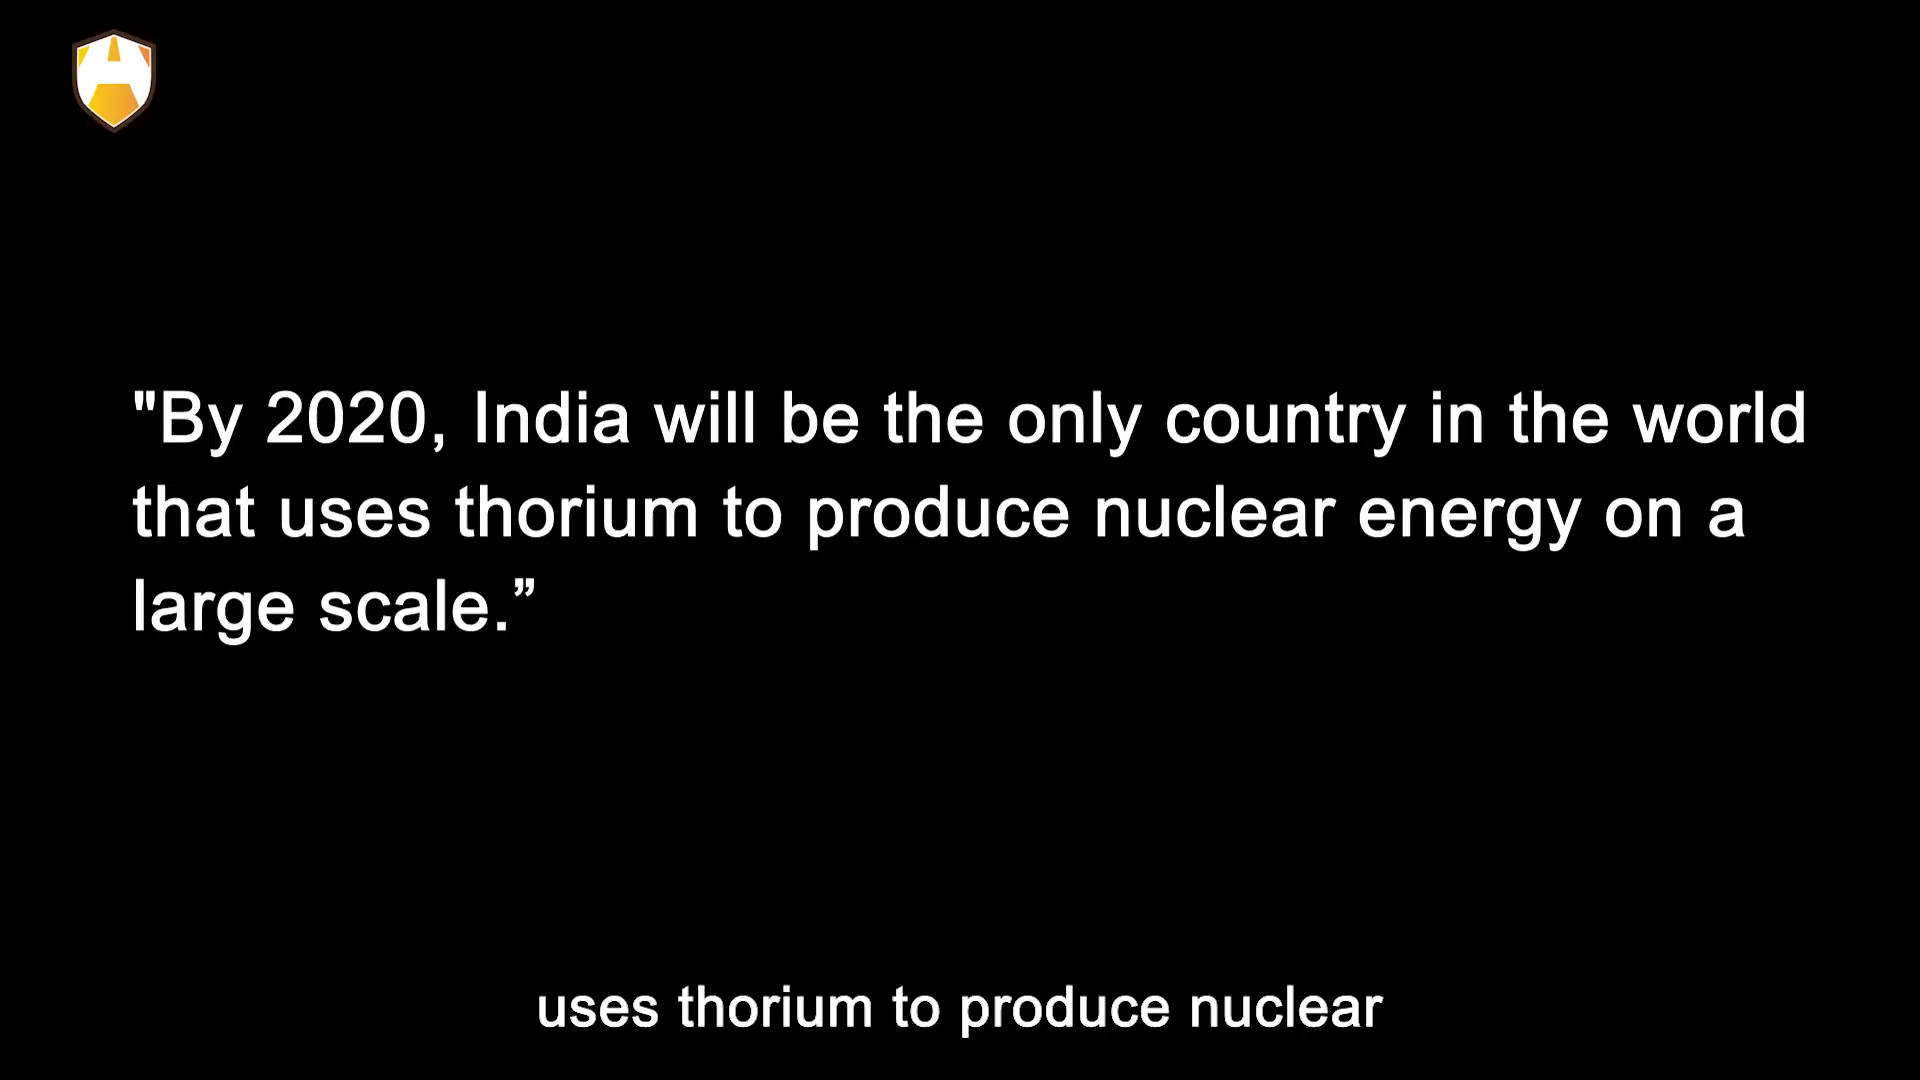 "By 2020, India will be the only country in the world
that uses thorium to produce nuclear energy on a
large scale.”
uses thorium to produce nuclear